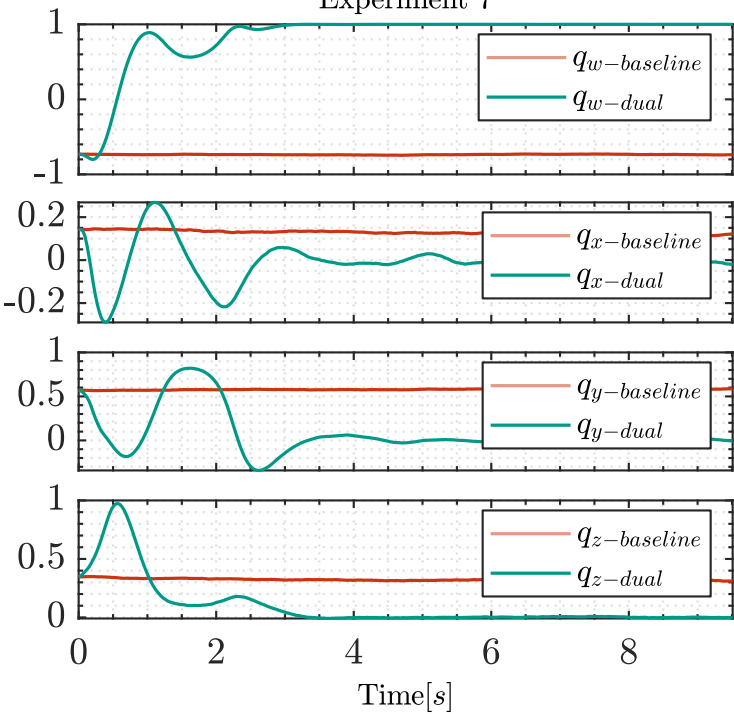 Experiment 7
1
0
-1
q_{w-baseline}
q_{w-dual}
0.2
0
-0.2
q_{x-baseline}
q_{x-dual}
1
0.5
0
q_{y-baseline}
q_{y-dual}
1
0.5
0
q_{z-baseline}
q_{z-dual}
0 2 4 6 8
Time[s]